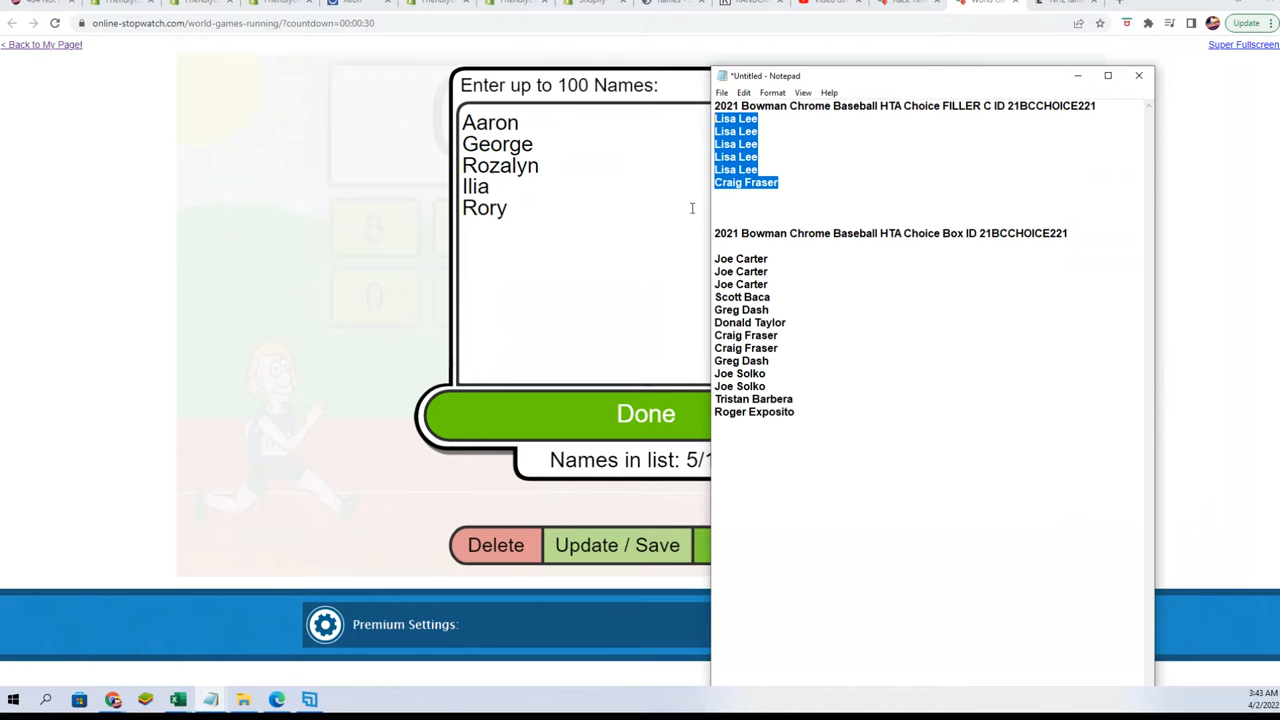 online-stopwatch.com/world-games-running/?countdown=00:00:30
Update
< Back to My Page!
Super Fullscreen
Enter up to 100 Names:
Aaron
George
Rozalyn
Ilia
Rory
Done
Names in list: 5/1
Delete
Update / Save
Premium Settings:
*Untitled - Notepad
File Edit Format View Help
2021 Bowman Chrome Baseball HTA Choice FILLER C ID 21BCCHOICE221
Lisa Lee
Lisa Lee
Lisa Lee
Lisa Lee
Lisa Lee
Craig Fraser
2021 Bowman Chrome Baseball HTA Choice Box ID 21BCCHOICE221
Joe Carter
Joe Carter
Joe Carter
Scott Baca
Greg Dash
Donald Taylor
Craig Fraser
Craig Fraser
Greg Dash
Joe Solko
Joe Solko
Tristan Barbera
Roger Exposito
5
0
3:43 AM
4/2/2022